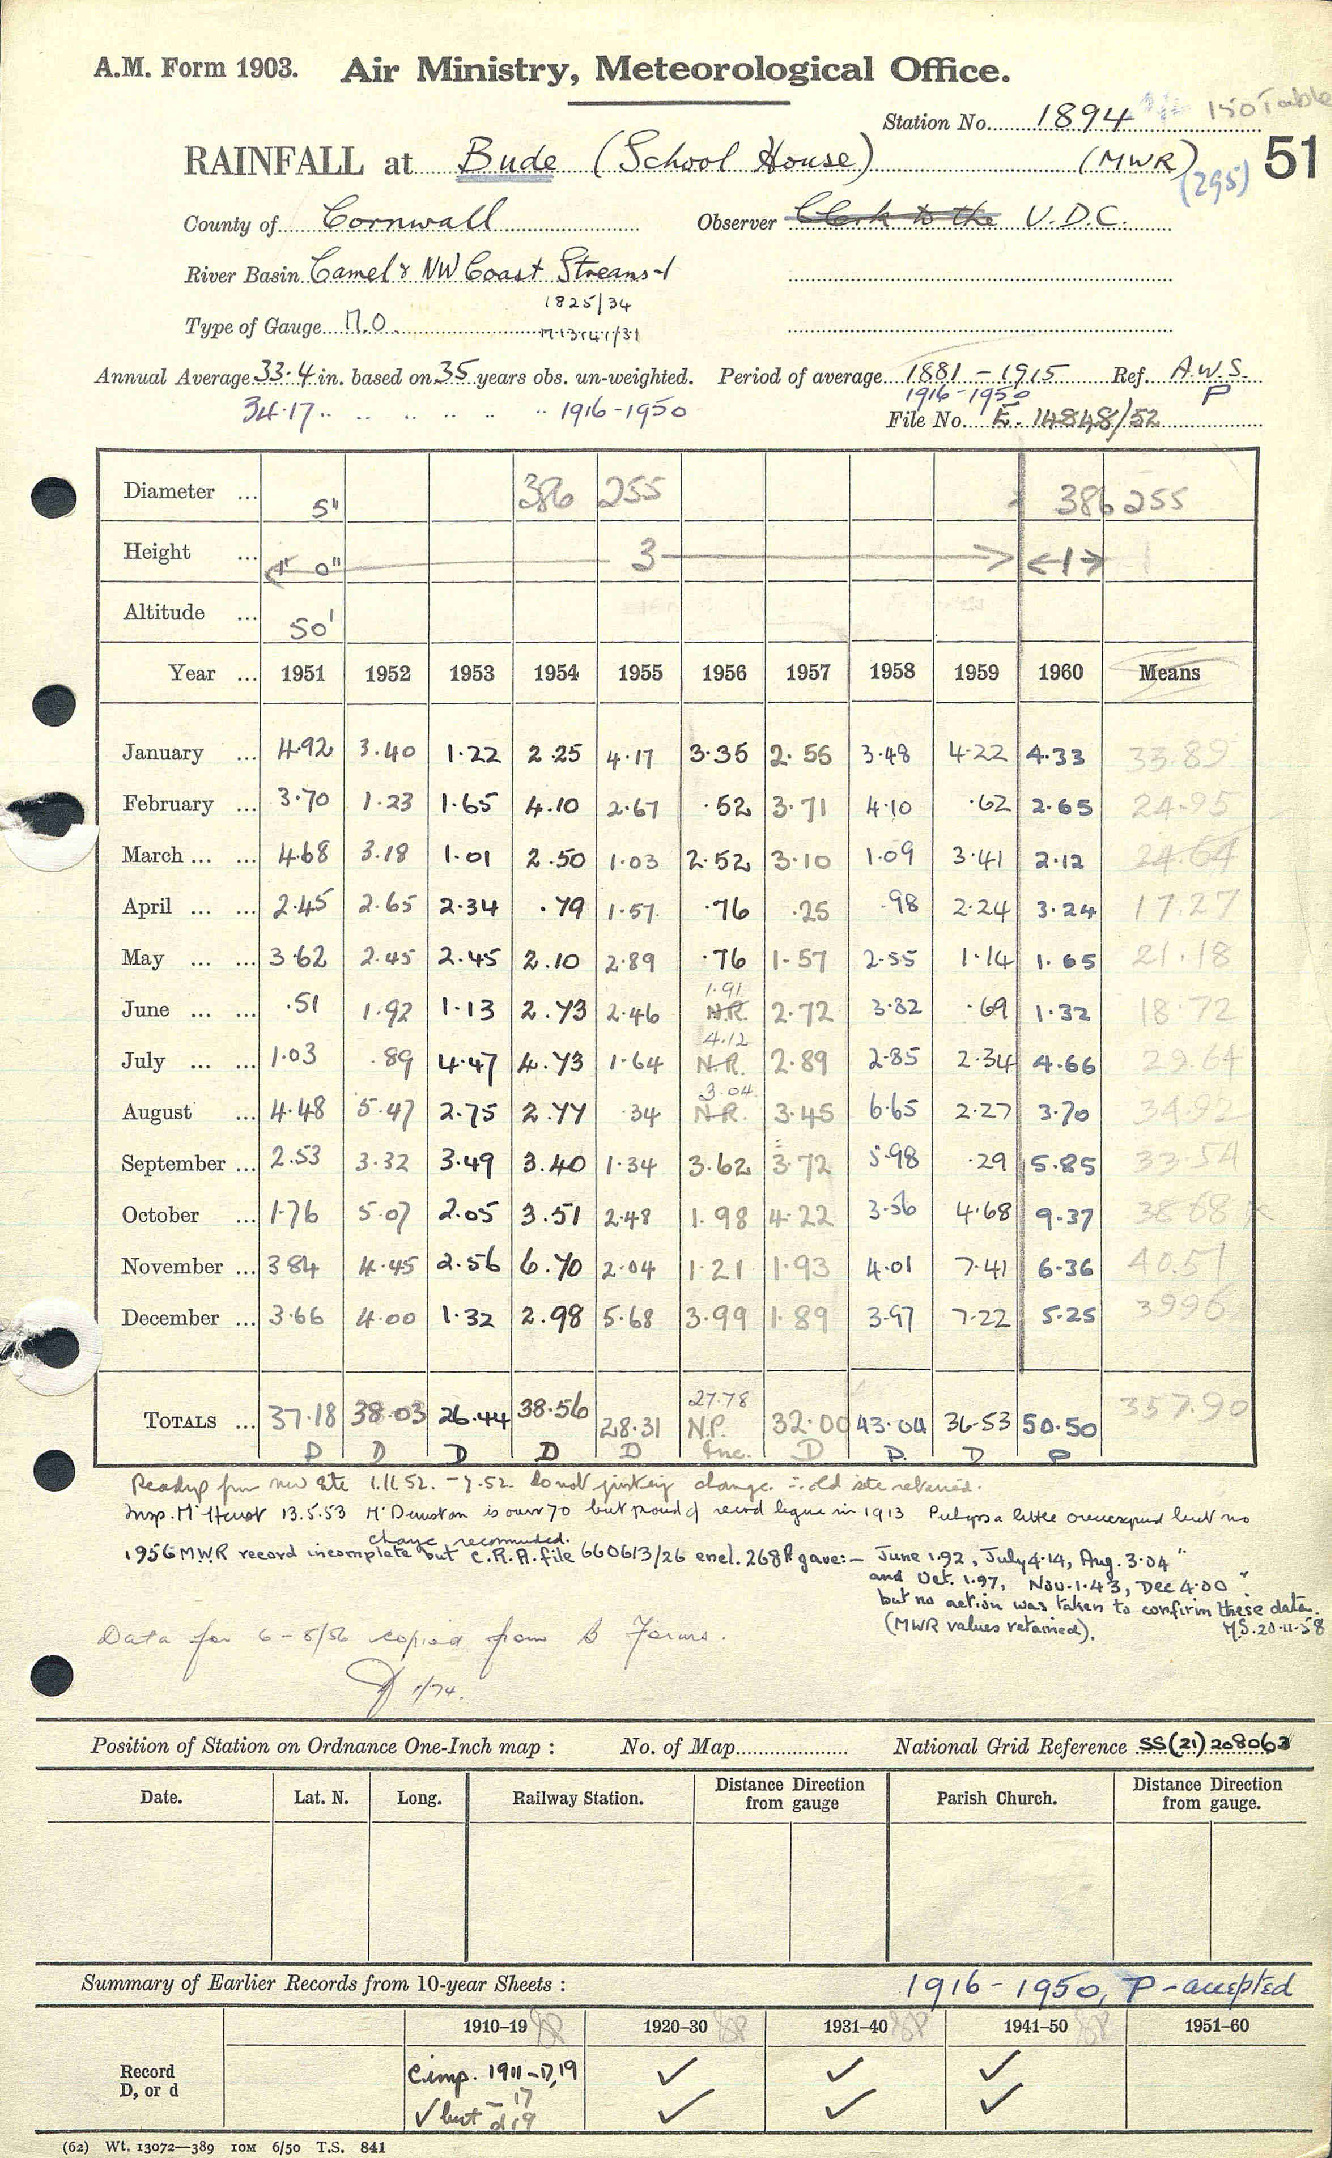 A.M. Form 1903. Air Ministry, Meteorological Office.
Station No. 1894 150 Table
RAINFALL at Bude (School House) (MWR) (295) 51
County of Cornwall Observer Clerk to the U.D.C.
River Basin Camel & NW Coast Streams-1
1825/34
Type of Gauge M.O.
Annual Average 33.4 in. based on 35 years obs. un-weighted. Period of average 1881-1915 Ref. A.W.S.
34.17 .. .. .. .. .. .. 1916-1950 1916-1950 P
File No. E. 14848/52
Diameter ... 5" 386 255 386 255
Height ... 1' 0" 3 1 1
Altitude ... 50'
Year ... 1951 1952 1953 1954 1955 1956 1957 1958 1959 1960 Means
January ... 4.92 3.40 1.22 2.25 4.17 3.35 2.56 3.48 4.22 4.33 33.89
February ... 3.70 1.23 1.65 4.10 2.67 .52 3.71 4.10 .62 2.65 24.95
March ... ... 4.68 3.18 1.01 2.50 1.03 2.52 3.10 1.09 3.41 2.12 24.64
April ... ... 2.45 2.65 2.34 .79 1.57 .76 .25 .98 2.24 3.24 17.27
May ... ... 3.62 2.45 2.45 2.10 2.89 .76 1.57 2.55 1.14 1.65 21.18
1.91
June ... ... .51 1.92 1.13 2.73 2.46 N.R. 2.72 3.82 .69 1.32 18.72
4.12
July ... ... 1.03 .89 4.47 4.73 1.64 N.R. 2.89 2.85 2.34 4.66 29.64
3.04
August ... 4.48 5.47 2.75 2.77 .34 N.R. 3.45 6.65 2.27 3.70 34.92
September ... 2.53 3.32 3.49 3.40 1.34 3.62 3.72 5.98 .29 5.85 33.54
October ... 1.76 5.07 2.05 3.51 2.48 1.98 4.22 3.56 4.68 9.37 38.68
November ... 3.84 4.45 2.56 6.70 2.04 1.21 1.93 4.01 7.41 6.36 40.51
December ... 3.66 4.00 1.32 2.98 5.68 3.99 1.89 3.97 7.22 5.25 39.96
27.78
TOTALS ... 37.18 38.03 26.44 38.56 28.31 N.P. 32.00 43.04 36.53 50.50 357.90
D D D D D Inc. D P. D P
Readgs from new site 1.11.52. - 7.52. do not justify change ∴ old site retained.
Insp. Mr Hurst 13.5.53 Mr is over 70 but proud of record begun in 1913 Perhaps a little overexposed but no
change recommended.
1956 MWR record incomplete but C.R.A. file 660613/26 encl. 268 gave:- June 1.92, July 4.14, Aug. 3.04"
and Oct. 1.97, Nov. 1.43, Dec 4.00"
but no action was taken to confirm these data.
(MWR values retained). 20-11-58
Data for 6-8/56 copied from B Forms.
1/74.
Position of Station on Ordnance One-Inch map : No. of Map National Grid Reference SS(21)208063
Date. Lat. N. Long. Railway Station. Distance Direction from gauge Parish Church. Distance Direction from gauge.
Summary of Earlier Records from 10-year Sheets : 1916-1950, P-accepted
1910-19 1920-30 1931-40 1941-50 1951-60
Record D, or d
Comp. 1911-D,19 ✓ ✓ ✓
✓ but -17 d19 ✓ ✓ ✓
(62) Wt. 13072—389 10M 6/50 T.S. 841